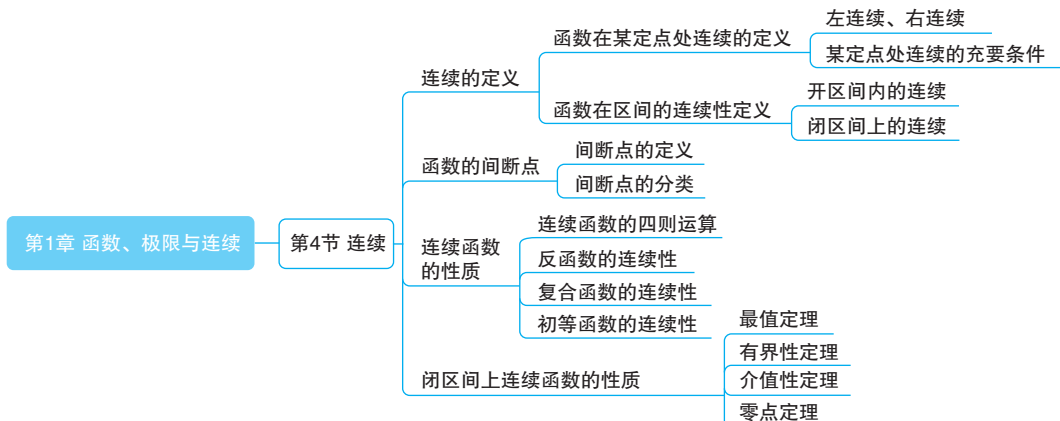 第1章 函数、极限与连续
第4节 连续
连续的定义
函数在某定点处连续的定义
左连续、右连续
某定点处连续的充要条件
函数在区间的连续性定义
开区间内的连续
闭区间上的连续
函数的间断点
间断点的定义
间断点的分类
连续函数
的性质
连续函数的四则运算
反函数的连续性
复合函数的连续性
初等函数的连续性
闭区间上连续函数的性质
最值定理
有界性定理
介值性定理
零点定理